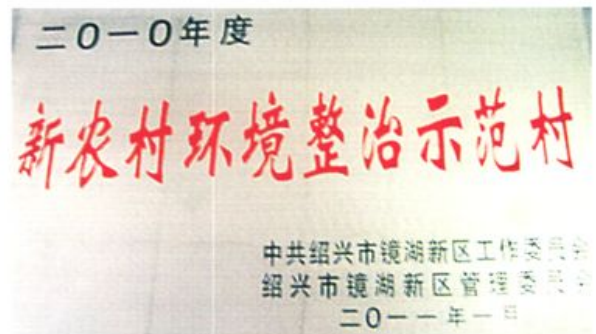 二O一O年度
新农村环境整治示范村
中共绍兴市镜湖新区工作委员会
绍兴市镜湖新区管理委员会
二O一一年一月